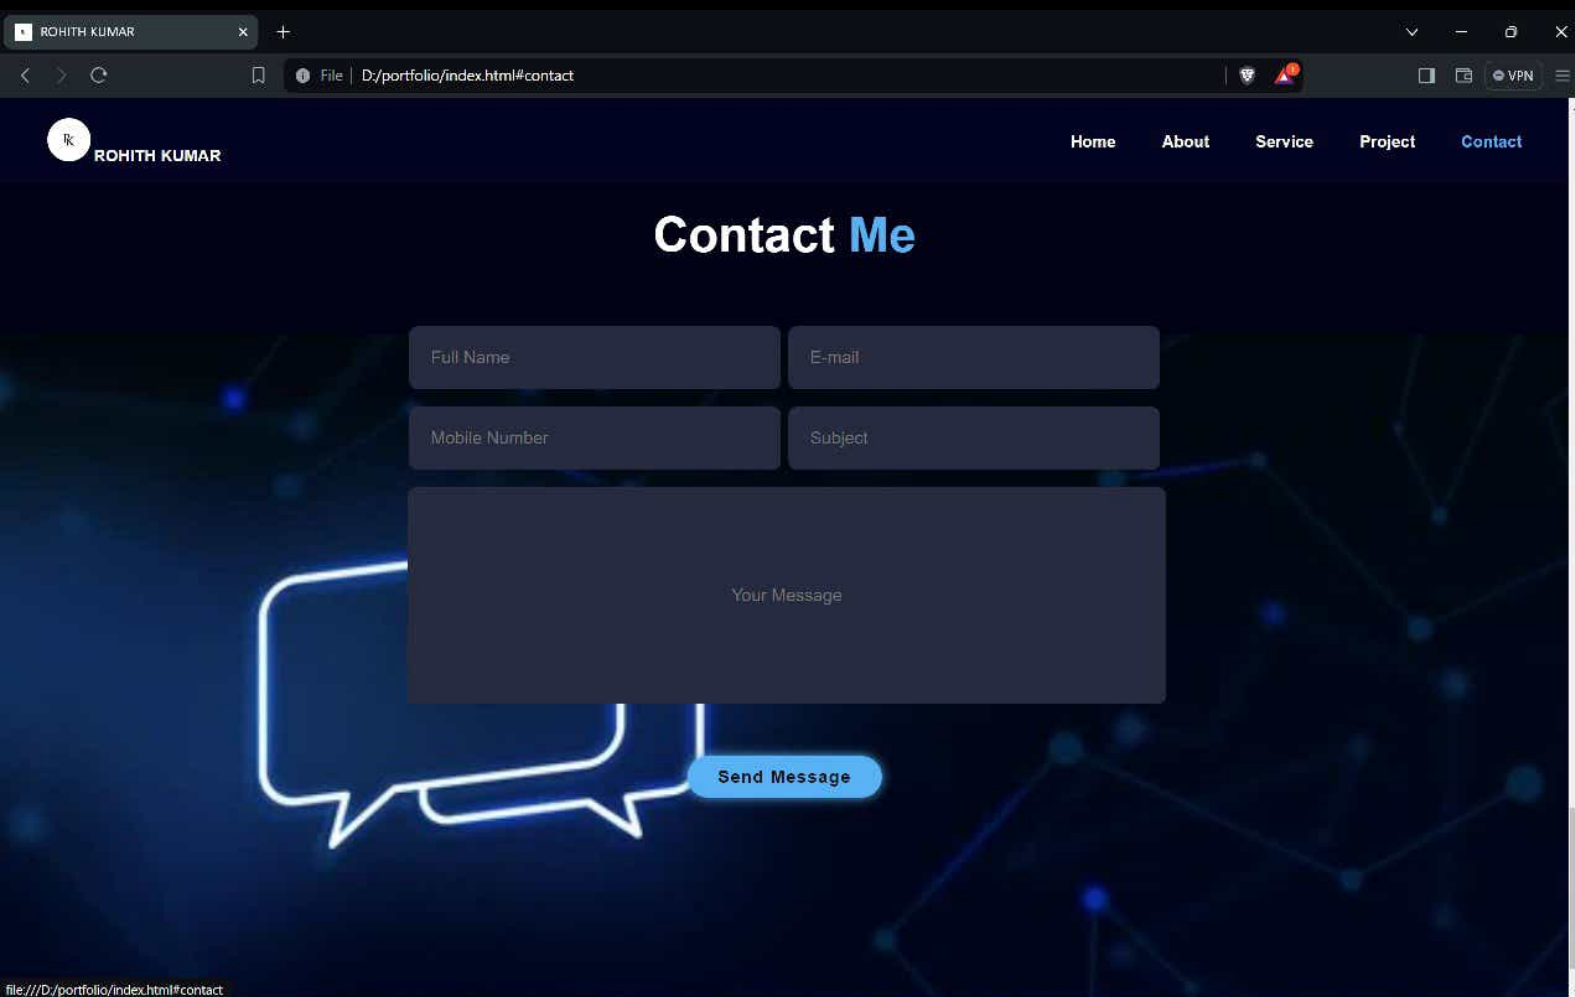 ROHITH KUMAR
File | D:/portfolio/index.html#contact
VPN
RK
ROHITH KUMAR
Home About Service Project Contact
Contact Me
Full Name E-mail
Mobile Number Subject
Your Message
Send Message
file:///D:/portfolio/index.html#contact